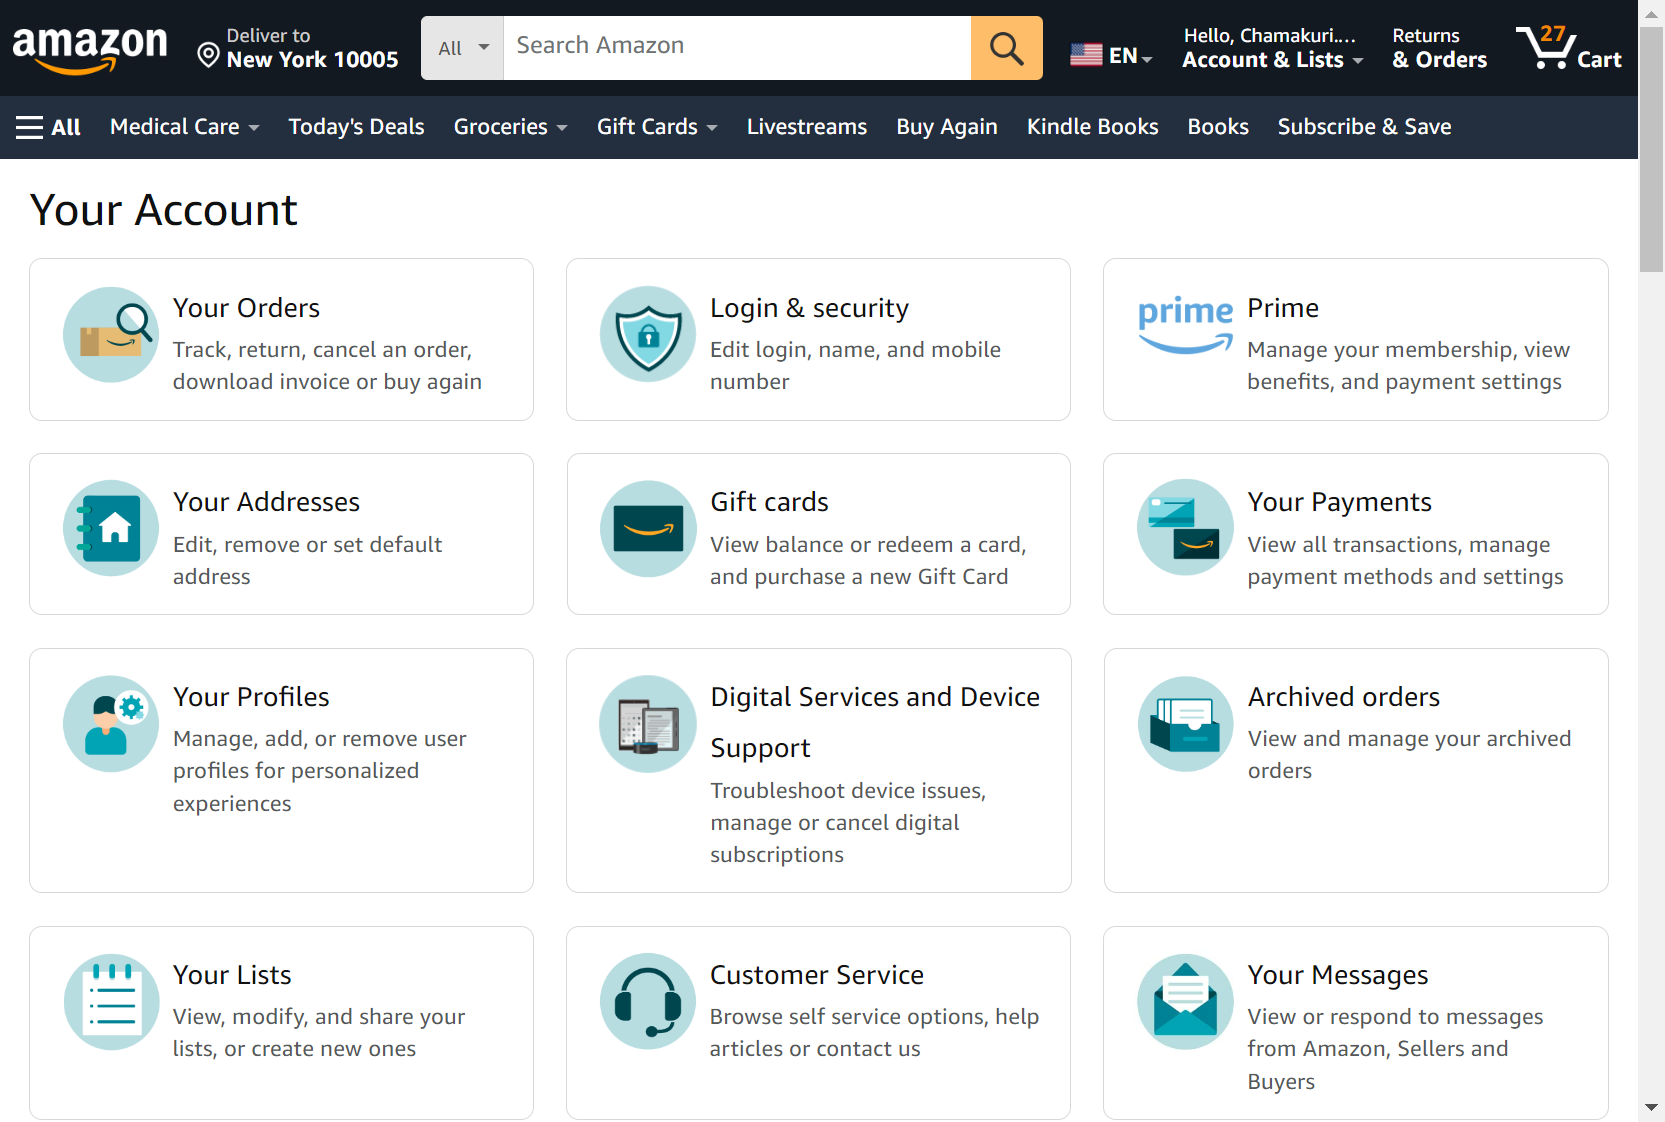 amazon
Deliver to
New York 10005
All
Search Amazon
EN
Hello, Chamakuri....
Account & Lists
Returns
& Orders
27
Cart
All
Medical Care
Today's Deals
Groceries
Gift Cards
Livestreams
Buy Again
Kindle Books
Books
Subscribe & Save
Your Account
Your Orders
Track, return, cancel an order,
download invoice or buy again
Login & security
Edit login, name, and mobile
number
prime
Prime
Manage your membership, view
benefits, and payment settings
Your Addresses
Edit, remove or set default
address
Gift cards
View balance or redeem a card,
and purchase a new Gift Card
Your Payments
View all transactions, manage
payment methods and settings
Your Profiles
Manage, add, or remove user
profiles for personalized
experiences
Digital Services and Device
Support
Troubleshoot device issues,
manage or cancel digital
subscriptions
Archived orders
View and manage your archived
orders
Your Lists
View, modify, and share your
lists, or create new ones
Customer Service
Browse self service options, help
articles or contact us
Your Messages
View or respond to messages
from Amazon, Sellers and
Buyers